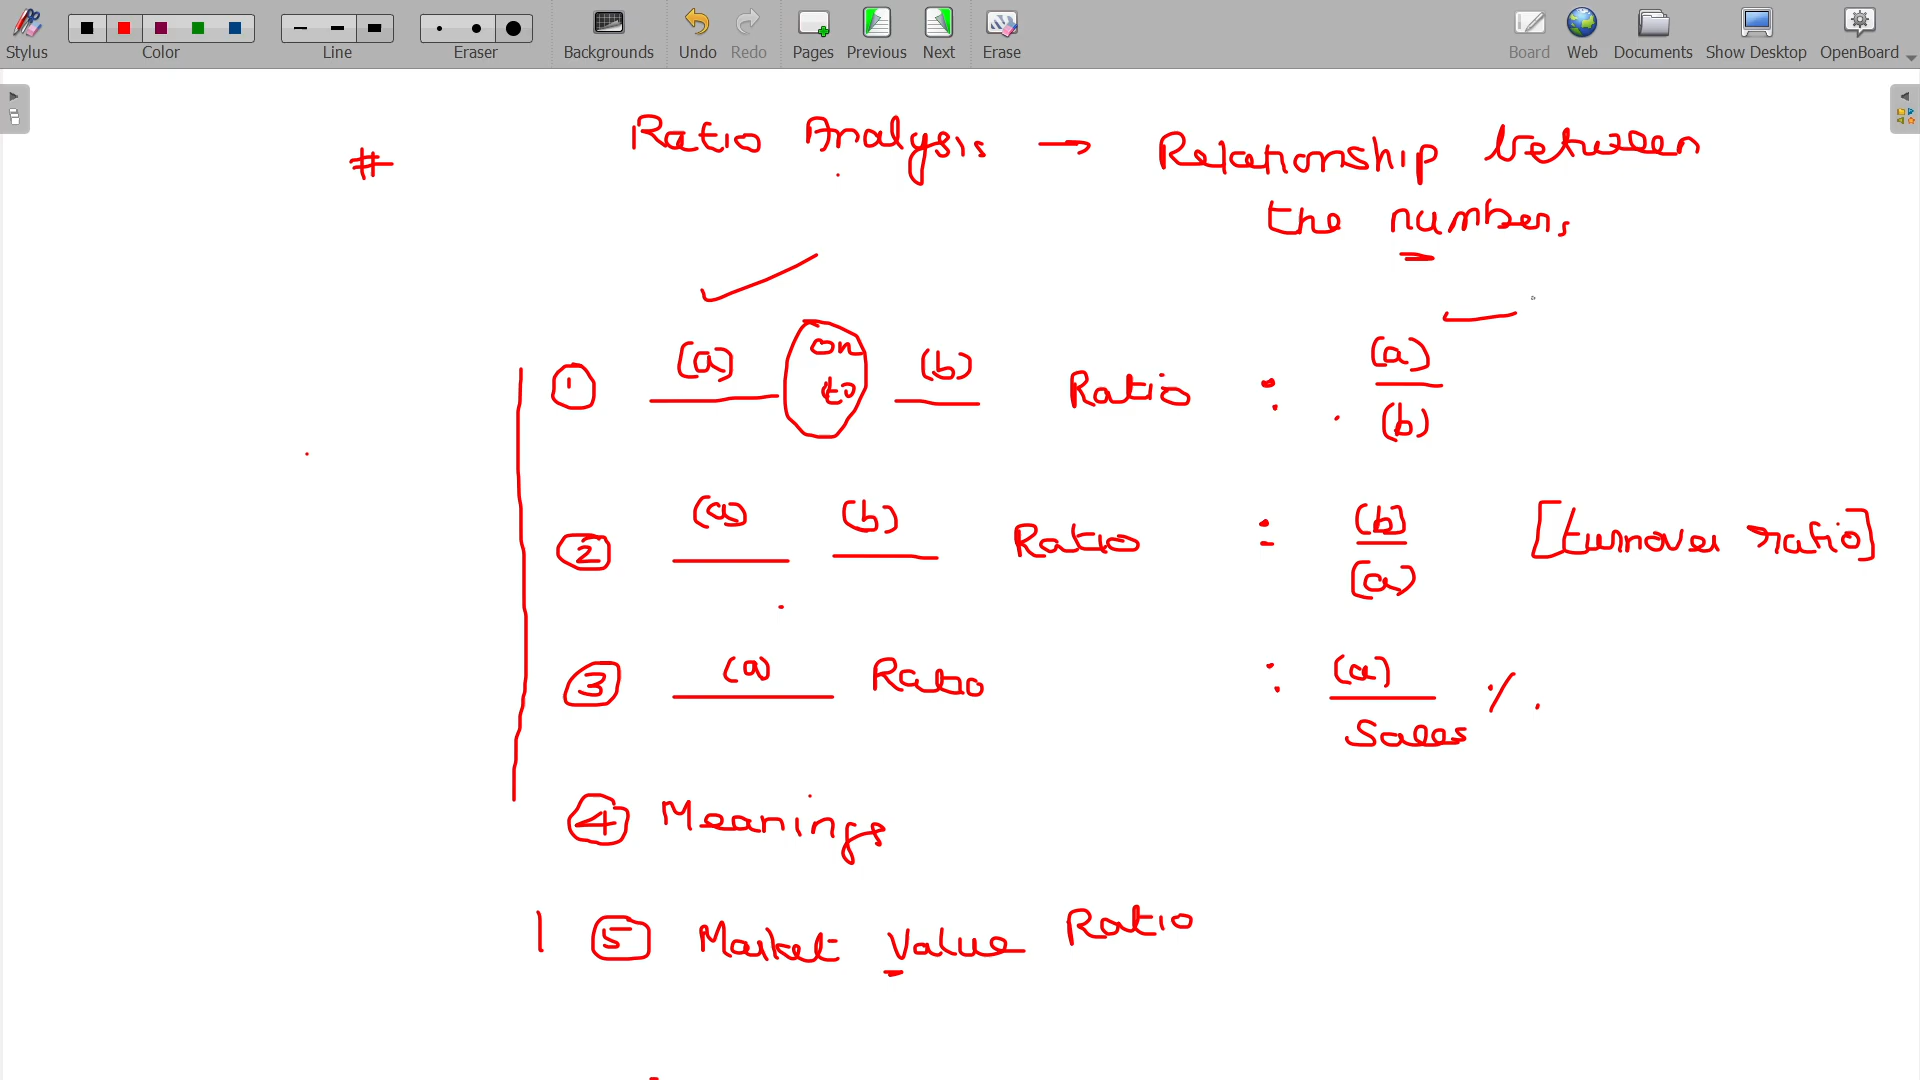 Stylus Color Line Eraser Backgrounds Undo Redo Pages Previous Next Erase Board Web Documents Show Desktop OpenBoard
# Ratio Analysis → Relationship between
the numbers
① (a) on to (b) Ratio : (a) / (b)
② (a) (b) Ratio : (b) / (a) [turnover ratio]
③ (a) Ratio : (a) / Sales %.
④ Meanings
⑤ Market Value Ratio